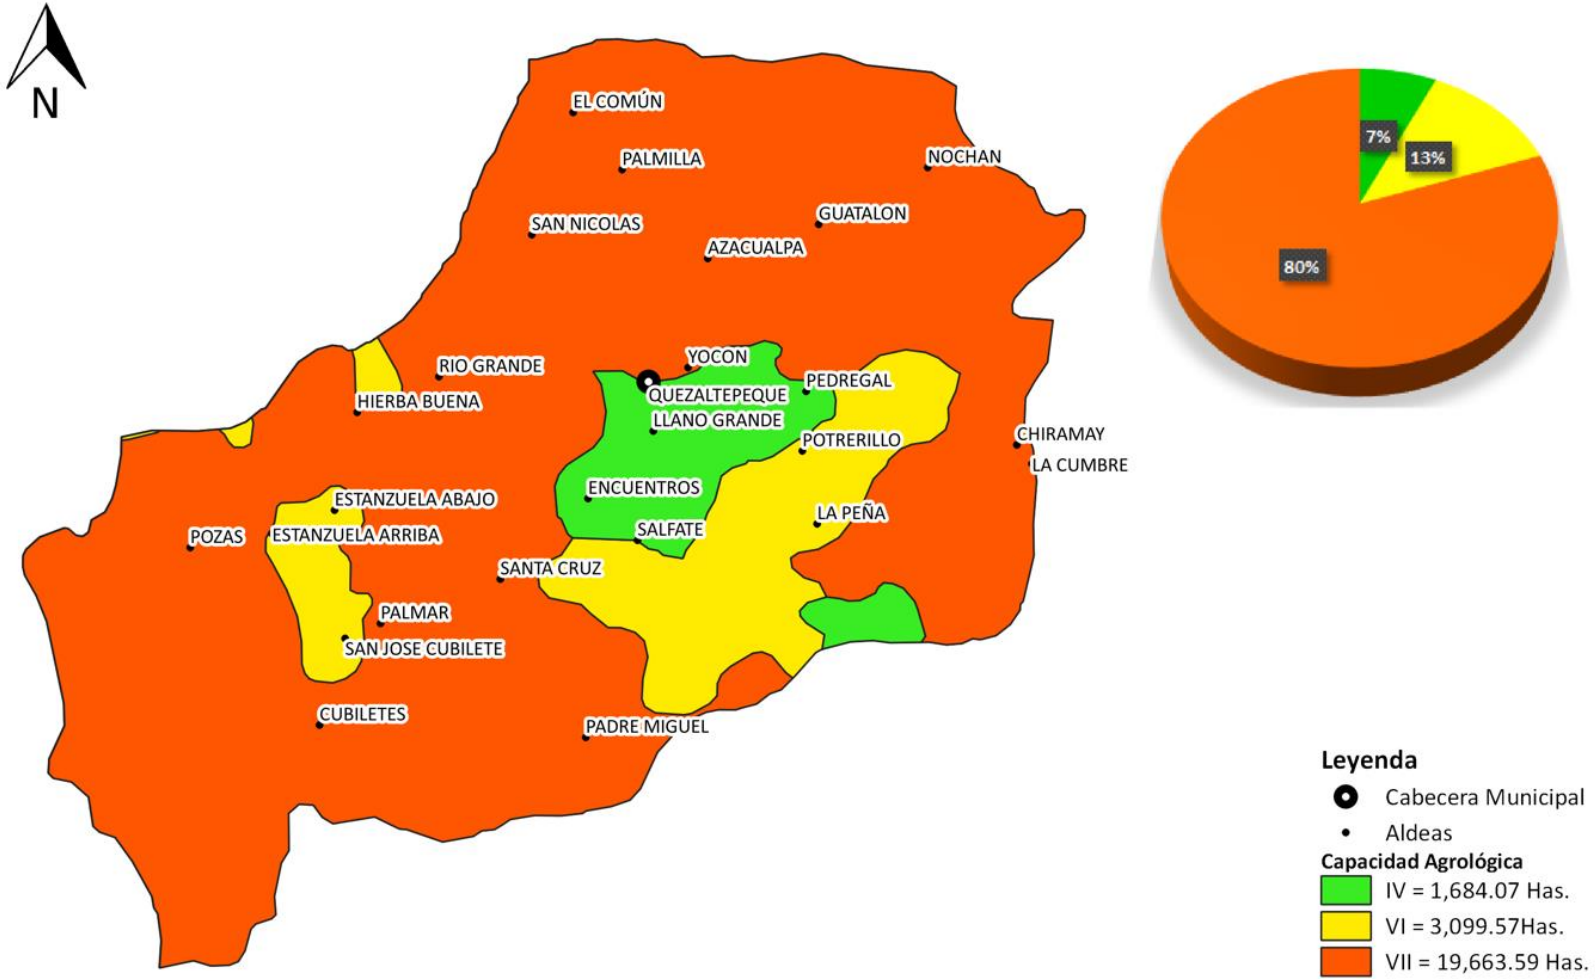 N
EL COMÚN
PALMILLA
NOCHAN
SAN NICOLAS
GUATALON
AZACUALPA
YOCON
RIO GRANDE
PEDREGAL
QUEZALTEPEQUE
HIERBA BUENA
LLANO GRANDE
POTRERILLO
CHIRAMAY
LA CUMBRE
ENCUENTROS
ESTANZUELA ABAJO
LA PEÑA
SALFATE
ESTANZUELA ARRIBA
POZAS
SANTA CRUZ
PALMAR
SAN JOSE CUBILETE
CUBILETES
PADRE MIGUEL
7%
13%
80%
Leyenda
Cabecera Municipal
Aldeas
Capacidad Agrológica
IV = 1,684.07 Has.
VI = 3,099.57Has.
VII = 19,663.59 Has.